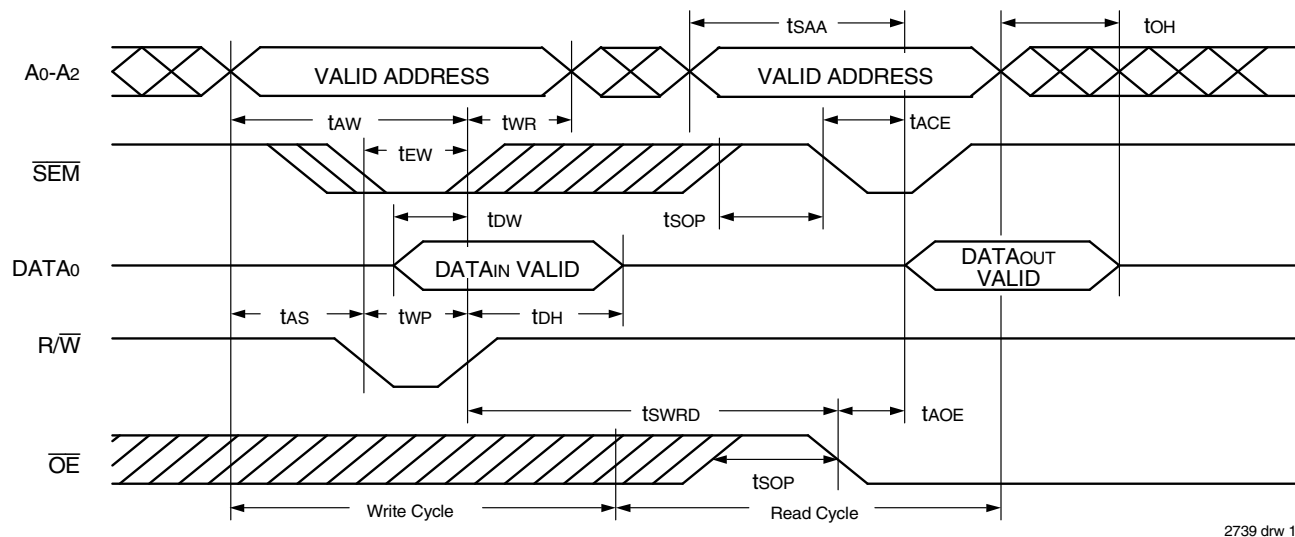 tSAA
tOH
A0-A2
VALID ADDRESS
VALID ADDRESS
tAW
tWR
tACE
tEW
SEM
tSOP
tDW
DATA0
DATAIN VALID
DATAOUT
VALID
tAS
tWP
tDH
R/W
tSWRD
tAOE
OE
tSOP
Write Cycle
Read Cycle
2739 drw 1